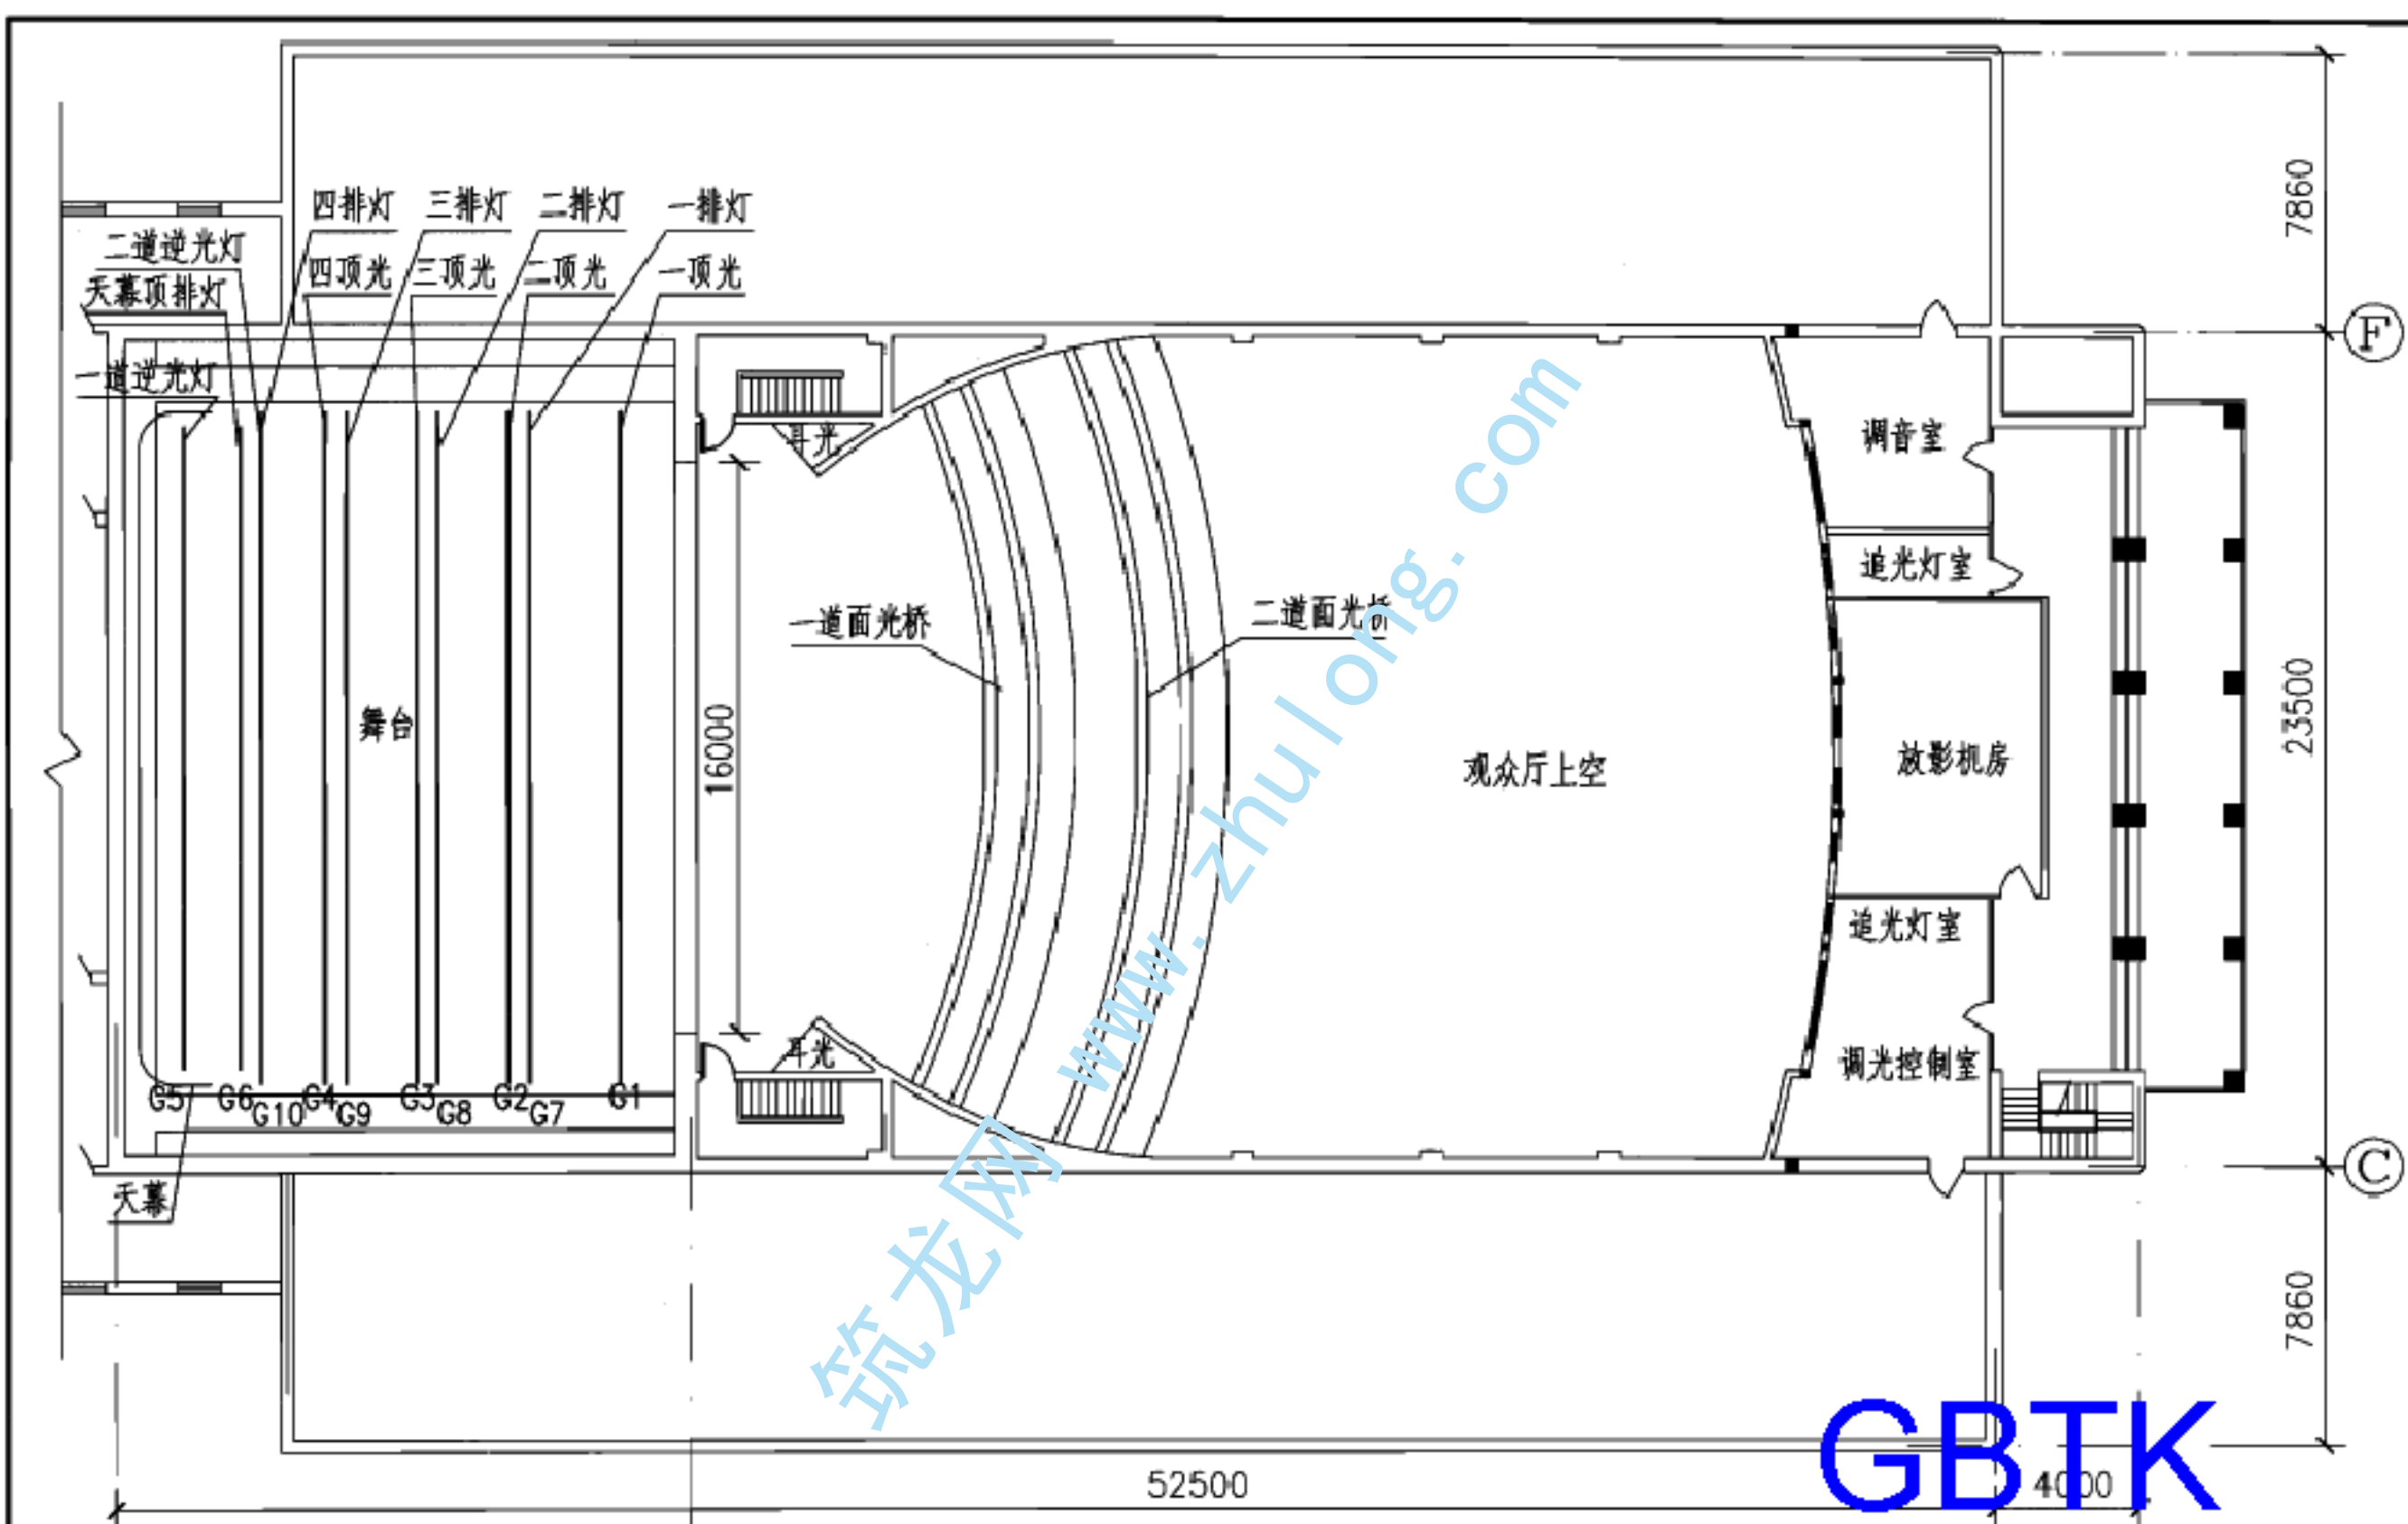 四排灯 三排灯 二排灯 一排灯
二道逆光灯
四顶光 三顶光 二顶光 一顶光
天幕顶排灯
一道逆光灯
耳光
调音室
追光灯室
一道面光桥
二道面光桥
舞台
16000
观众厅上空
放影机房
追光灯室
耳光
调光控制室
G5 G6 G10 G4 G9 G3 G8 G2 G7 G1
天幕
7860
F
23500
C
7860
52500
4000
筑龙网 www.zhulong.com
GBTK